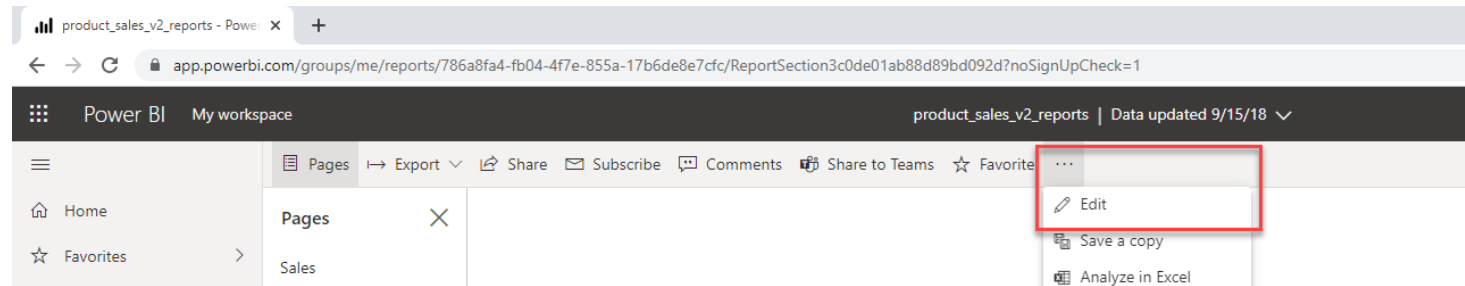 product_sales_v2_reports - Power
app.powerbi.com/groups/me/reports/786a8fa4-fb04-4f7e-855a-17b6de8e7cfc/ReportSection3c0de01ab88d89bd092d?noSignUpCheck=1
Power BI My workspace product_sales_v2_reports | Data updated 9/15/18
Pages Export Share Subscribe Comments Share to Teams Favorite ...
Home Pages Edit
Save a copy
Favorites Sales Analyze in Excel